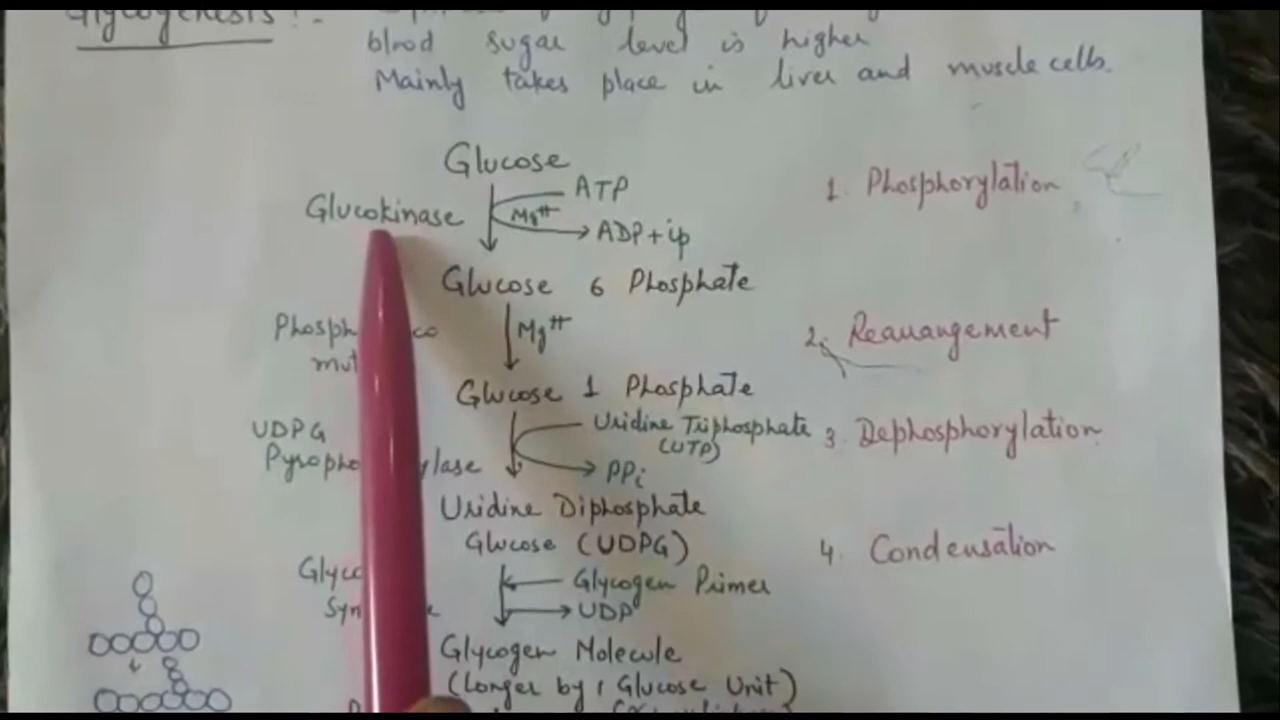 Glycogenesis :-
blood sugar level is higher
Mainly takes place in liver and muscle cells.
Glucose
ATP
1. Phosphorylation
Glucokinase
Mg++
ADP + ip
Glucose 6 Phosphate
Mg++
2. Rearrangement
Glucose 1 Phosphate
UDPG
Uridine Triphosphate
(UTP)
3. Dephosphorylation
PPi
Uridine Diphosphate
Glucose (UDPG)
4. Condensation
Glycogen Primer
UDP
Glycogen Molecule
(Longer by 1 Glucose Unit)